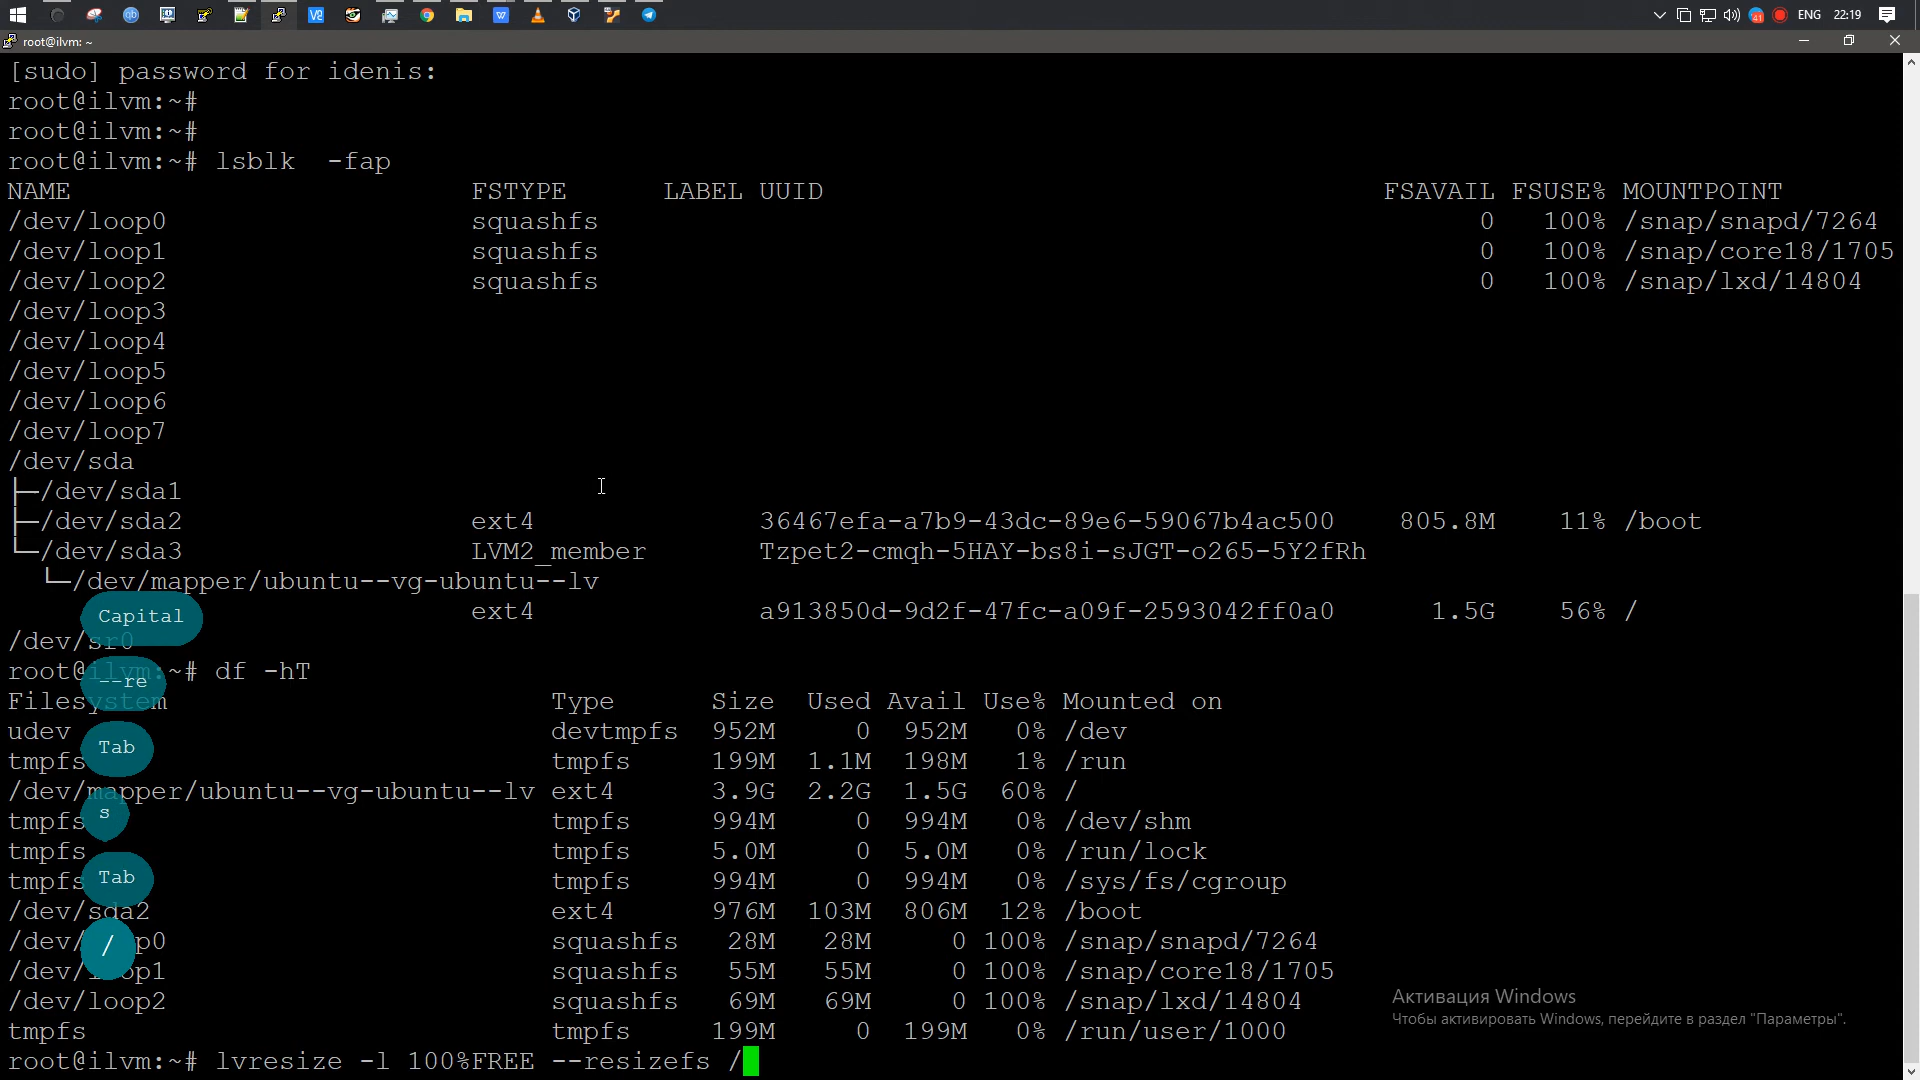 ENG 22:19
41
root@ilvm: ~
[sudo] password for idenis:
root@ilvm:~#
root@ilvm:~#
root@ilvm:~# lsblk  -fap
NAME FSTYPE LABEL UUID FSAVAIL FSUSE% MOUNTPOINT
/dev/loop0 squashfs 0 100% /snap/snapd/7264
/dev/loop1 squashfs 0 100% /snap/core18/1705
/dev/loop2 squashfs 0 100% /snap/lxd/14804
/dev/loop3
/dev/loop4
/dev/loop5
/dev/loop6
/dev/loop7
/dev/sda
├─/dev/sda1
├─/dev/sda2 ext4 36467efa-a7b9-43dc-89e6-59067b4ac500 805.8M 11% /boot
└─/dev/sda3 LVM2_member Tzpet2-cmqh-5HAY-bs8i-sJGT-o265-5Y2fRh
└─/dev/mapper/ubuntu--vg-ubuntu--lv
ext4 a913850d-9d2f-47fc-a09f-2593042ff0a0 1.5G 56% /
Capital
/dev/sr0
root@ilvm:~# df -hT
--re
Filesystem Type Size Used Avail Use% Mounted on
udev devtmpfs 952M 0 952M 0% /dev
Tab
tmpfs tmpfs 199M 1.1M 198M 1% /run
/dev/mapper/ubuntu--vg-ubuntu--lv ext4 3.9G 2.2G 1.5G 60% /
s
tmpfs tmpfs 994M 0 994M 0% /dev/shm
tmpfs tmpfs 5.0M 0 5.0M 0% /run/lock
Tab
tmpfs tmpfs 994M 0 994M 0% /sys/fs/cgroup
/dev/sda2 ext4 976M 103M 806M 12% /boot
/
/dev/loop0 squashfs 28M 28M 0 100% /snap/snapd/7264
/dev/loop1 squashfs 55M 55M 0 100% /snap/core18/1705
/dev/loop2 squashfs 69M 69M 0 100% /snap/lxd/14804
tmpfs tmpfs 199M 0 199M 0% /run/user/1000
root@ilvm:~# lvresize -l 100%FREE --resizefs /
Активация Windows
Чтобы активировать Windows, перейдите в раздел "Параметры".